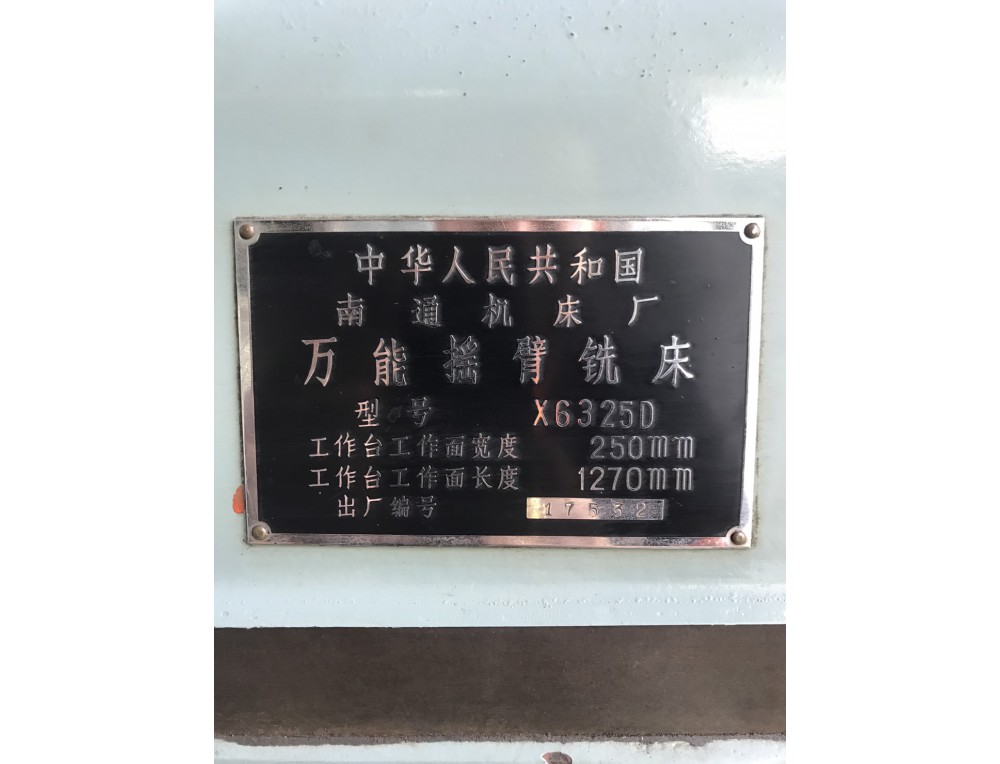 中华人民共和国
南通机床厂
万能摇臂铣床
型号 X6325D
工作台工作面宽度 250mm
工作台工作面长度 1270mm
出厂编号 17532